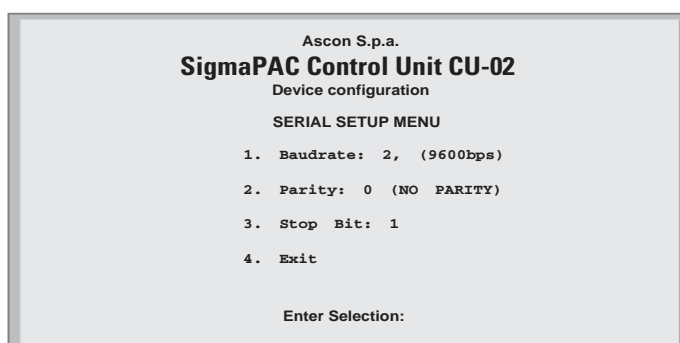 Ascon S.p.a.
SigmaPAC Control Unit CU-02
Device configuration
SERIAL SETUP MENU
1. Baudrate: 2, (9600bps)
2. Parity: 0 (NO PARITY)
3. Stop Bit: 1
4. Exit
Enter Selection: